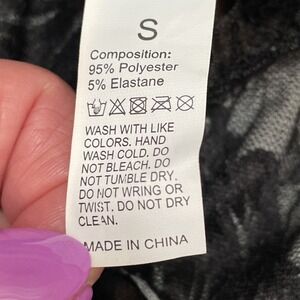 S
Composition:
95% Polyester
5% Elastane
WASH WITH LIKE
COLORS. HAND
WASH COLD. DO
NOT BLEACH. DO
NOT TUMBLE DRY.
DO NOT WRING OR
TWIST. DO NOT DRY
CLEAN.
MADE IN CHINA